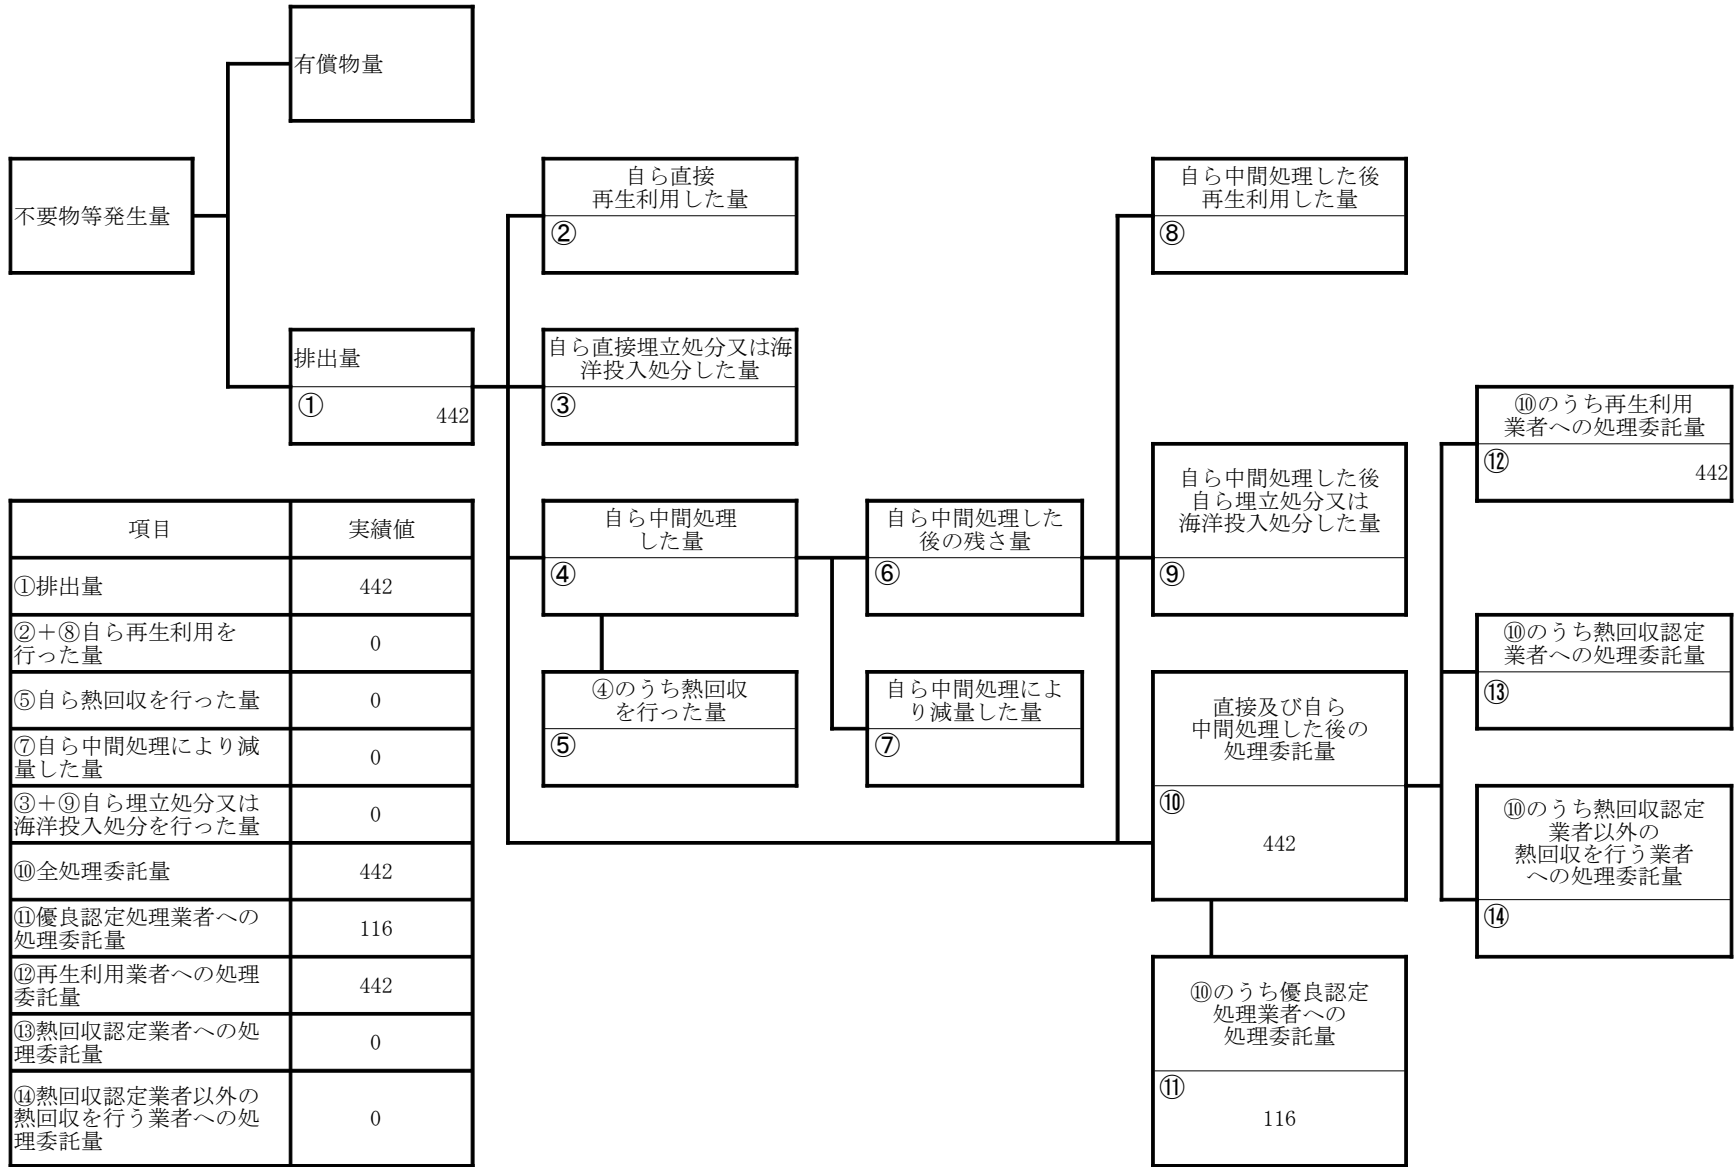 有償物量
不要物等発生量
自ら直接
再生利用した量
②
自ら中間処理した後
再生利用した量
⑧
排出量
①
442
自ら直接埋立処分又は海
洋投入処分した量
③
⑩のうち再生利用
業者への処理委託量
⑫
442
自ら中間処理
した量
④
自ら中間処理した
後の残さ量
⑥
自ら中間処理した後
自ら埋立処分又は
海洋投入処分した量
⑨
⑩のうち熱回収認定
業者への処理委託量
⑬
④のうち熱回収
を行った量
⑤
自ら中間処理によ
り減量した量
⑦
直接及び自ら
中間処理した後の
処理委託量
⑩
442
⑩のうち熱回収認定
業者以外の
熱回収を行う業者
への処理委託量
⑭
⑩のうち優良認定
処理業者への
処理委託量
⑪
116
項目 実績値
①排出量 442
②＋⑧自ら再生利用を
行った量 0
⑤自ら熱回収を行った量 0
⑦自ら中間処理により減
量した量 0
③＋⑨自ら埋立処分又は
海洋投入処分を行った量 0
⑩全処理委託量 442
⑪優良認定処理業者への
処理委託量 116
⑫再生利用業者への処理
委託量 442
⑬熱回収認定業者への処
理委託量 0
⑭熱回収認定業者以外の
熱回収を行う業者への処
理委託量 0